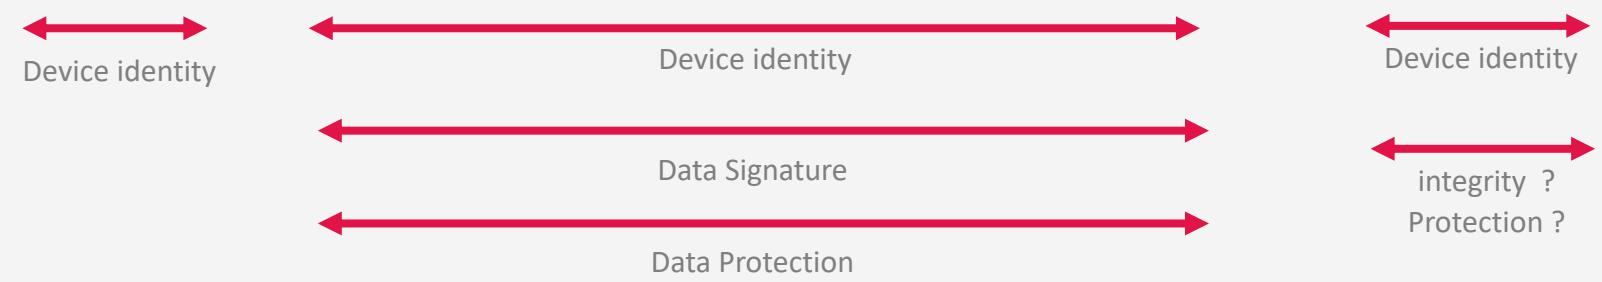 Device identity
Device identity
Device identity
Data Signature
integrity  ?
Protection ?
Data Protection